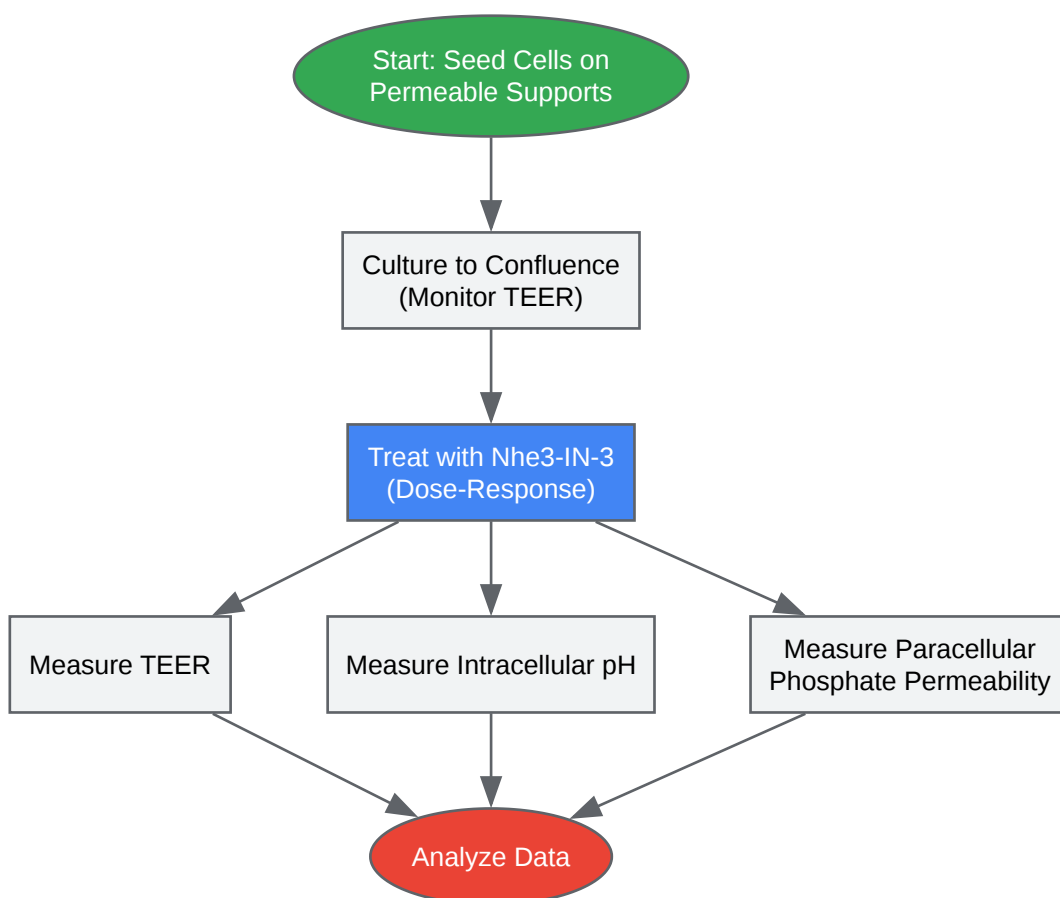 Start: Seed Cells on
Permeable Supports
Culture to Confluence
(Monitor TEER)
Treat with Nhe3-IN-3
(Dose-Response)
Measure TEER
Measure Intracellular pH
Measure Paracellular
Phosphate Permeability
Analyze Data